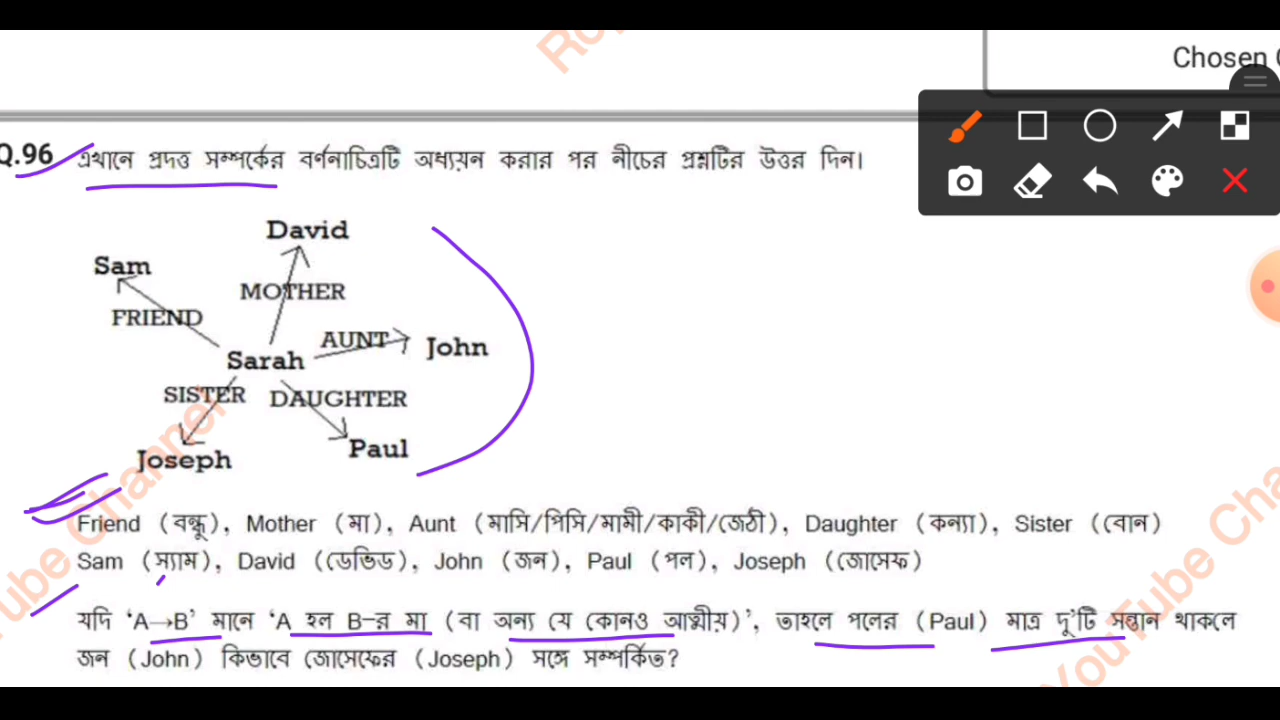 Chosen
Q.96 এখানে প্রদত্ত সম্পর্কের বর্ণনাচিত্রটি অধ্যয়ন করার পর নীচের প্রশ্নটির উত্তর দিন।
David
Sam
MOTHER
FRIEND
AUNT
John
Sarah
SISTER
DAUGHTER
Paul
Joseph
Friend (বন্ধু), Mother (মা), Aunt (মাসি/পিসি/মামী/কাকী/জেঠী), Daughter (কন্যা), Sister (বোন)
Sam (স্যাম), David (ডেভিড), John (জন), Paul (পল), Joseph (জোসেফ)
যদি ‘A→B’ মানে ‘A হল B–র মা (বা অন্য যে কোনও আত্মীয়)’, তাহলে পলের (Paul) মাত্র দু’টি সন্তান থাকলে
জন (John) কিভাবে জোসেফের (Joseph) সঙ্গে সম্পর্কিত?
Channel
YouTube Cha